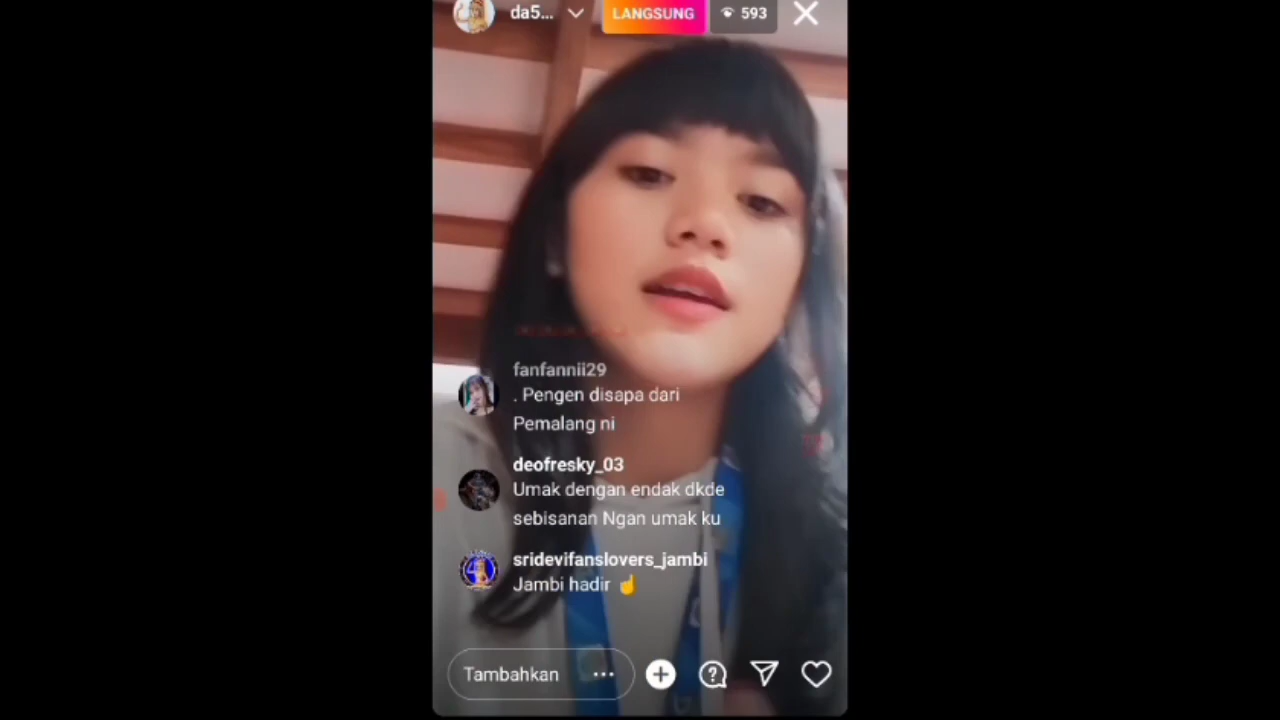 da5...
LANGSUNG
593
fanfannii29
. Pengen disapa dari
Pemalang ni
deofresky_03
Umak dengan endak dkde
sebisanan Ngan umak ku
sridevifanslovers_jambi
Jambi hadir ☝
Tambahkan